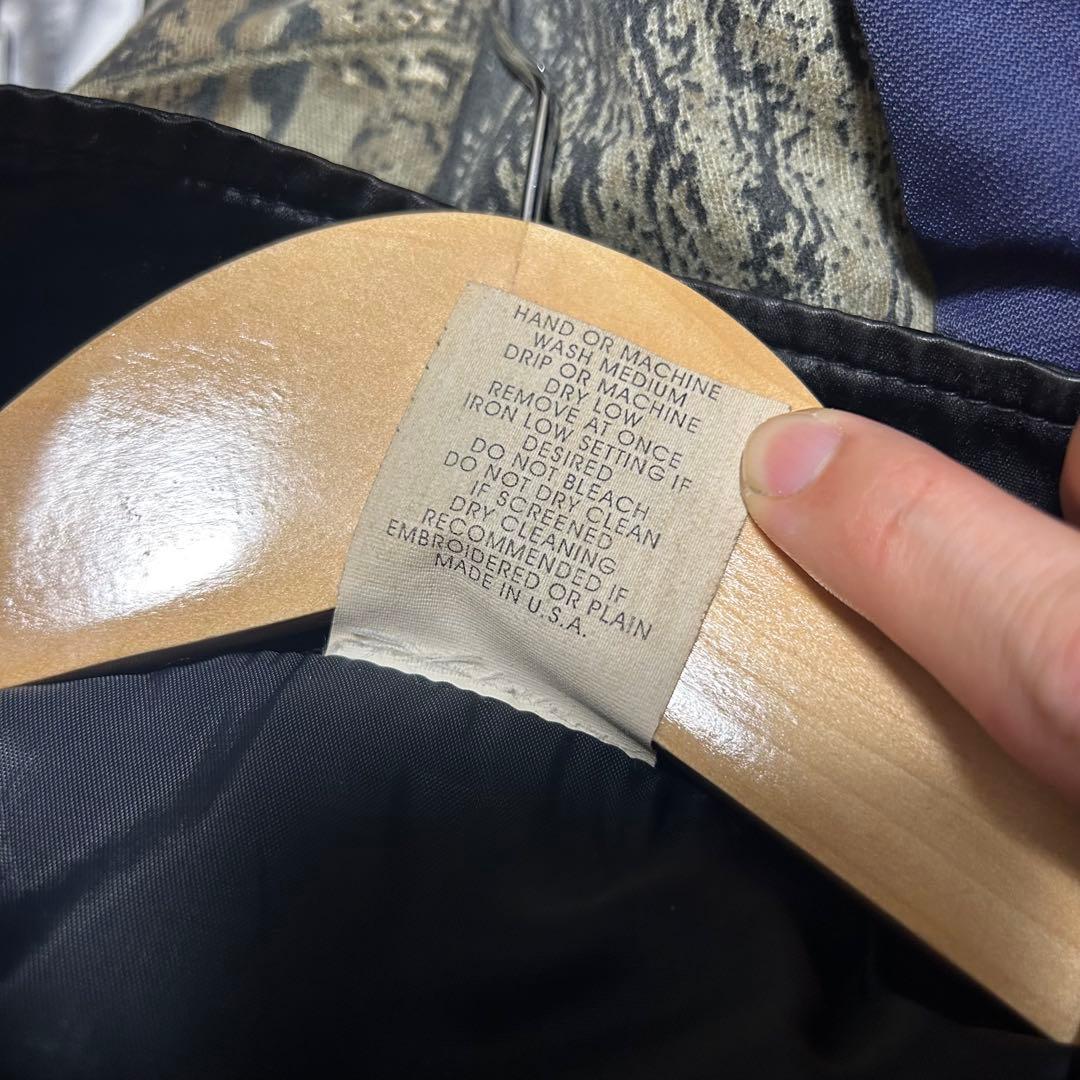 HAND OR MACHINE
WASH MEDIUM
DRIP OR MACHINE
DRY LOW
REMOVE AT ONCE
IRON LOW SETTING IF
DESIRED
DO NOT BLEACH
DO NOT DRY CLEAN
IF SCREENED
DRY CLEANING
RECOMMENDED IF
EMBROIDERED OR PLAIN
MADE IN U.S.A.